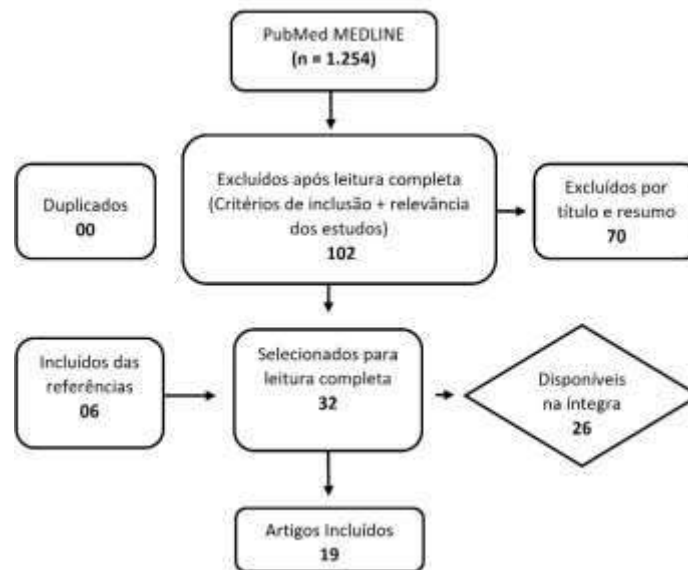 PubMed MEDLINE
(n = 1.254)
Duplicados
00
Excluídos após leitura completa
(Critérios de inclusão + relevância
dos estudos)
102
Excluídos por
título e resumo
70
Incluídos das
referências
06
Selecionados para
leitura completa
32
Disponíveis
na íntegra
26
Artigos Incluídos
19